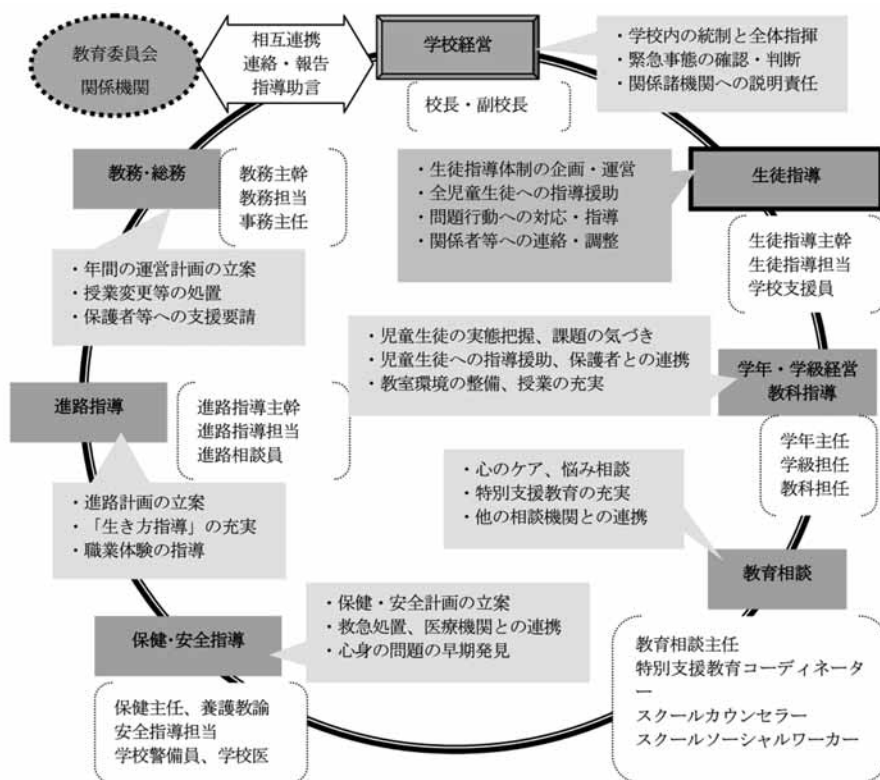 教育委員会
関係機関
相互連携
連絡・報告
指導助言
学校経営
・学校内の統制と全体指揮
・緊急事態の確認・判断
・関係諸機関への説明責任
校長・副校長
教務・総務
教務主幹
教務担当
事務主任
・生徒指導体制の企画・運営
・全児童生徒への指導援助
・問題行動への対応・指導
・関係者等への連絡・調整
生徒指導
生徒指導主幹
生徒指導担当
学校支援員
・年間の運営計画の立案
・授業変更等の処置
・保護者等への支援要請
・児童生徒の実態把握、課題の気づき
・児童生徒への指導援助、保護者との連携
・教室環境の整備、授業の充実
学年・学級経営
教科指導
学年主任
学級担任
教科担任
進路指導
進路指導主幹
進路指導担当
進路相談員
・進路計画の立案
・「生き方指導」の充実
・職業体験の指導
・心のケア、悩み相談
・特別支援教育の充実
・他の相談機関との連携
教育相談
教育相談主任
特別支援教育コーディネータ
ー
スクールカウンセラー
スクールソーシャルワーカー
保健・安全指導
・保健・安全計画の立案
・救急処置、医療機関との連携
・心身の問題の早期発見
保健主任、養護教諭
安全指導担当
学校警備員、学校医